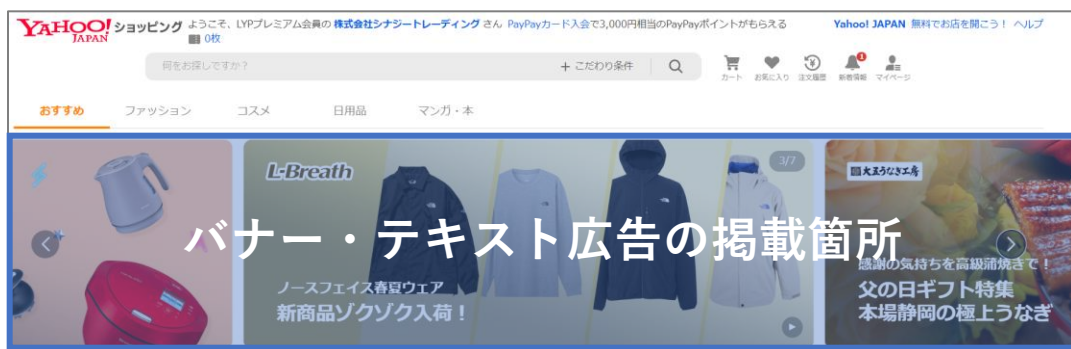 YAHOO! JAPAN ショッピング ようこそ、LYPプレミアム会員の 株式会社シナジートレーディング さん PayPayカード入会で3,000円相当のPayPayポイントがもらえる Yahoo! JAPAN 無料でお店を開こう! ヘルプ
0枚
何をお探しですか? + こだわり条件
カート お気に入り 注文履歴 新着情報 マイページ
1
おすすめ ファッション コスメ 日用品 マンガ・本
L-Breath 3/7 大五うなぎ工房
バナー・テキスト広告の掲載箇所
ノースフェイス春夏ウェア
新商品ゾクゾク入荷!
感謝の気持ちを高級蒲焼きで!
父の日ギフト特集
本場静岡の極上うなぎ